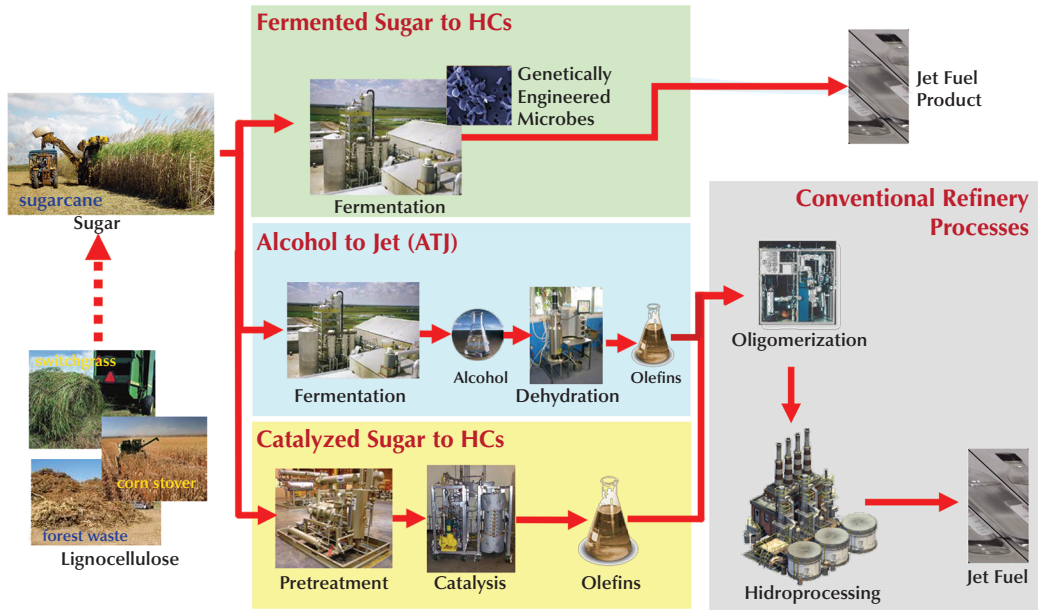 Fermented Sugar to HCs
Genetically
Engineered
Microbes
Fermentation
Jet Fuel
Product
sugarcane
Sugar
Alcohol to Jet (ATJ)
Fermentation
Alcohol
Dehydration
Olefins
Conventional Refinery
Processes
Oligomerization
switchgrass
corn stover
forest waste
Lignocellulose
Catalyzed Sugar to HCs
Pretreatment
Catalysis
Olefins
Hidroprocessing
Jet Fuel